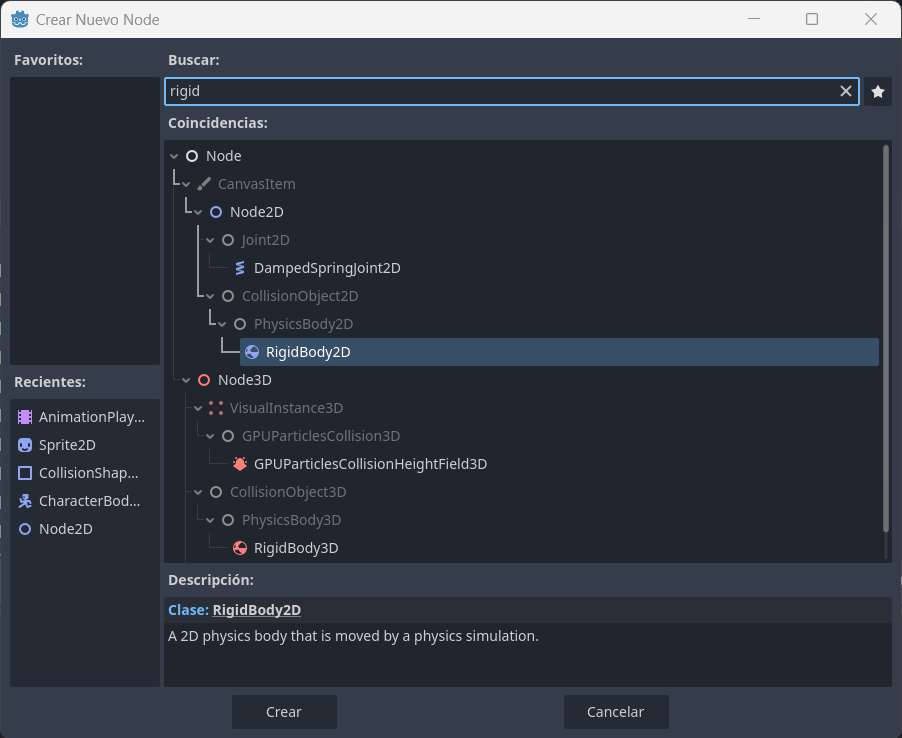 Crear Nuevo Node
Favoritos:
Buscar:
rigid
Coincidencias:
Node
CanvasItem
Node2D
Joint2D
DampedSpringJoint2D
CollisionObject2D
PhysicsBody2D
RigidBody2D
Node3D
VisualInstance3D
GPUParticlesCollision3D
GPUParticlesCollisionHeightField3D
CollisionObject3D
PhysicsBody3D
RigidBody3D
Recientes:
AnimationPlay...
Sprite2D
CollisionShap...
CharacterBod...
Node2D
Descripción:
Clase: RigidBody2D
A 2D physics body that is moved by a physics simulation.
Crear
Cancelar